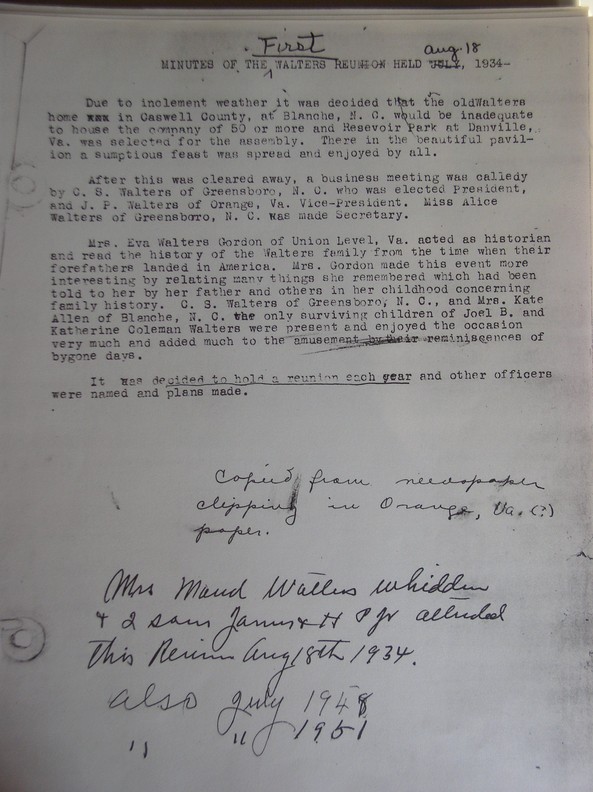 First aug. 18
MINUTES OF THE WALTERS REUNION HELD JULY, 1934-
Due to inclement weather it was decided that the oldWalters
home xxx in Caswell County, at Blanche, N. C. would be inadequate
to house the company of 50 or more and Resevoir Park at Danville,
Va. was selected for the assembly. There in the beautiful pavil-
ion a sumptious feast was spread and enjoyed by all.
After this was cleared away, a business meeting was calledy
by C. S. Walters of Greensboro, N. C. who was elected President,
and J. P. Walters of Orange, Va. Vice-President. Miss Alice
Walters of Greensboro, N. C. was made Secretary.
Mrs. Eva Walters Gordon of Union Level, Va. acted as historian
and read the history of the Walters family from the time when their
forefathers landed in America. Mrs. Gordon made this event more
interesting by relating many things she remembered which had been
told to her by her father and others in her childhood concerning
family history. C. S. Walters of Greensboro, N. C., and Mrs. Kate
Allen of Blanche, N. C. the only surviving children of Joel B. and
Katherine Coleman Walters were present and enjoyed the occasion
very much and added much to the amusement by their reminiscences of
bygone days.
It was decided to hold a reunion each year and other officers
were named and plans made.
Copied from newspaper
clipping in Orange, Va. (?)
paper.
Mrs Maud Walters Whidden
& 2 sons James & H P Jr attended
This Reunion Aug 18th 1934.
also July 1948
" " 1951